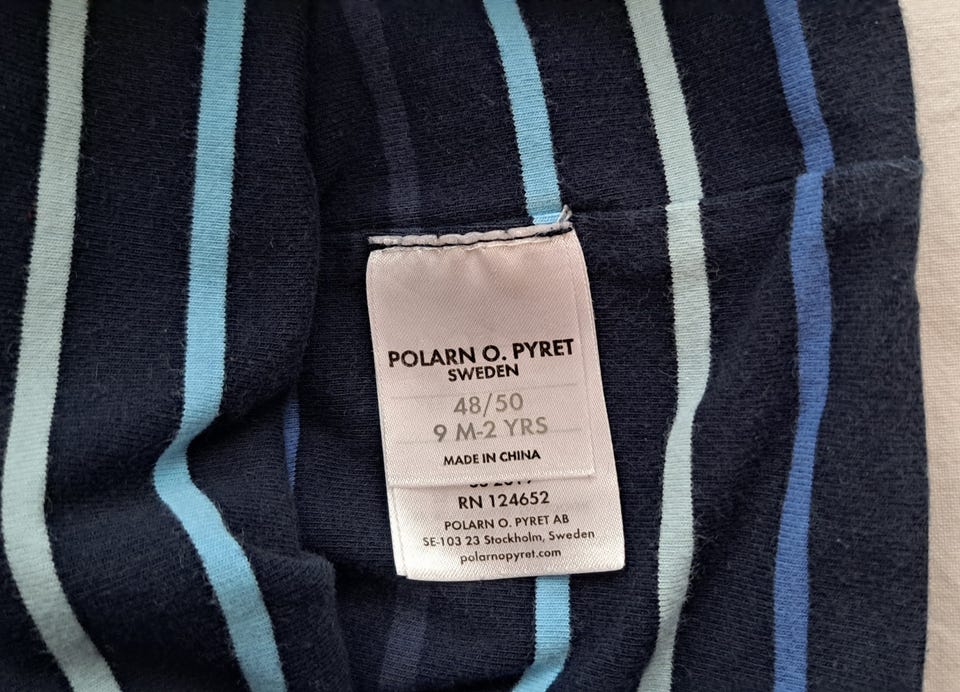 POLARN O. PYRET
SWEDEN
48/50
9 M-2 YRS
MADE IN CHINA
RN 124652
POLARN O. PYRET AB
SE-103 23 Stockholm, Sweden
polarnopyret.com